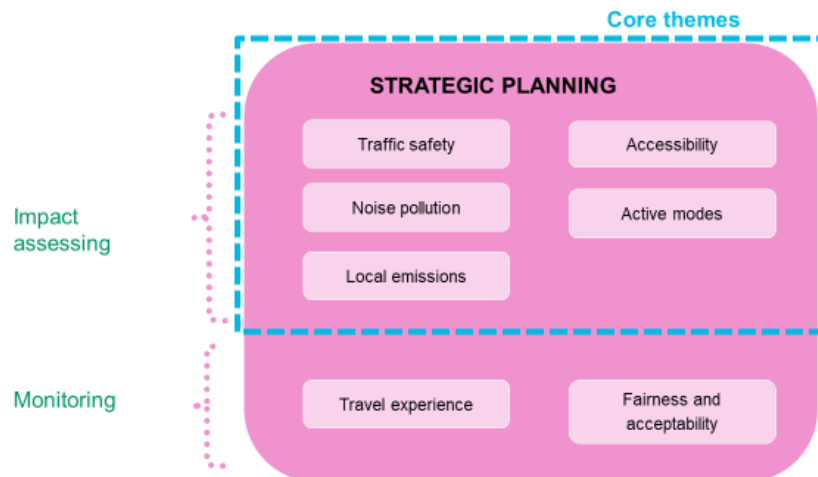 Core themes
STRATEGIC PLANNING
Traffic safety
Accessibility
Noise pollution
Active modes
Impact
assessing
Local emissions
Monitoring
Travel experience
Fairness and
acceptability